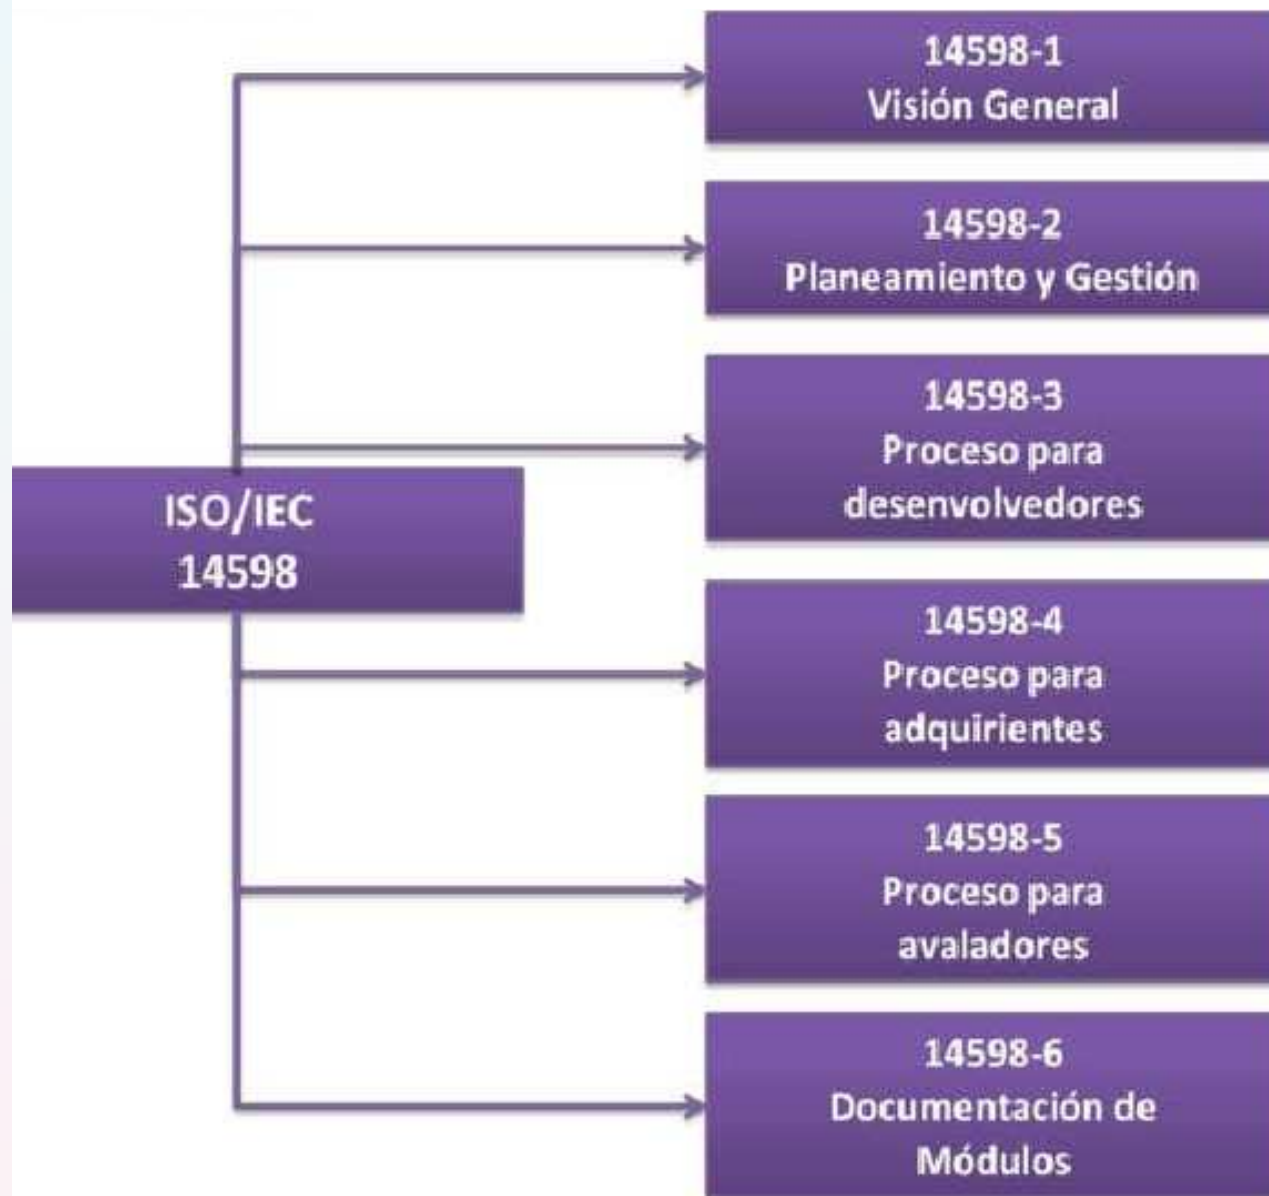 14598-1
Visión General
14598-2
Planeamiento y Gestión
14598-3
Proceso para
desenvolvedores
ISO/IEC
14598
14598-4
Proceso para
adquirientes
14598-5
Proceso para
avaladores
14598-6
Documentación de
Módulos